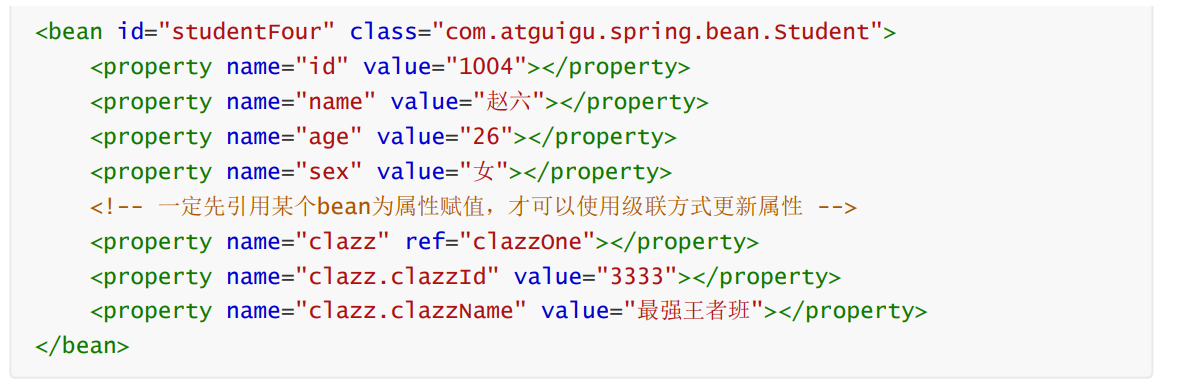 <bean id="studentFour" class="com.atguigu.spring.bean.Student">
<property name="id" value="1004"></property>
<property name="name" value="赵六"></property>
<property name="age" value="26"></property>
<property name="sex" value="女"></property>
<!-- 一定先引用某个bean为属性赋值，才可以使用级联方式更新属性 -->
<property name="clazz" ref="clazzOne"></property>
<property name="clazz.clazzId" value="3333"></property>
<property name="clazz.clazzName" value="最强王者班"></property>
</bean>